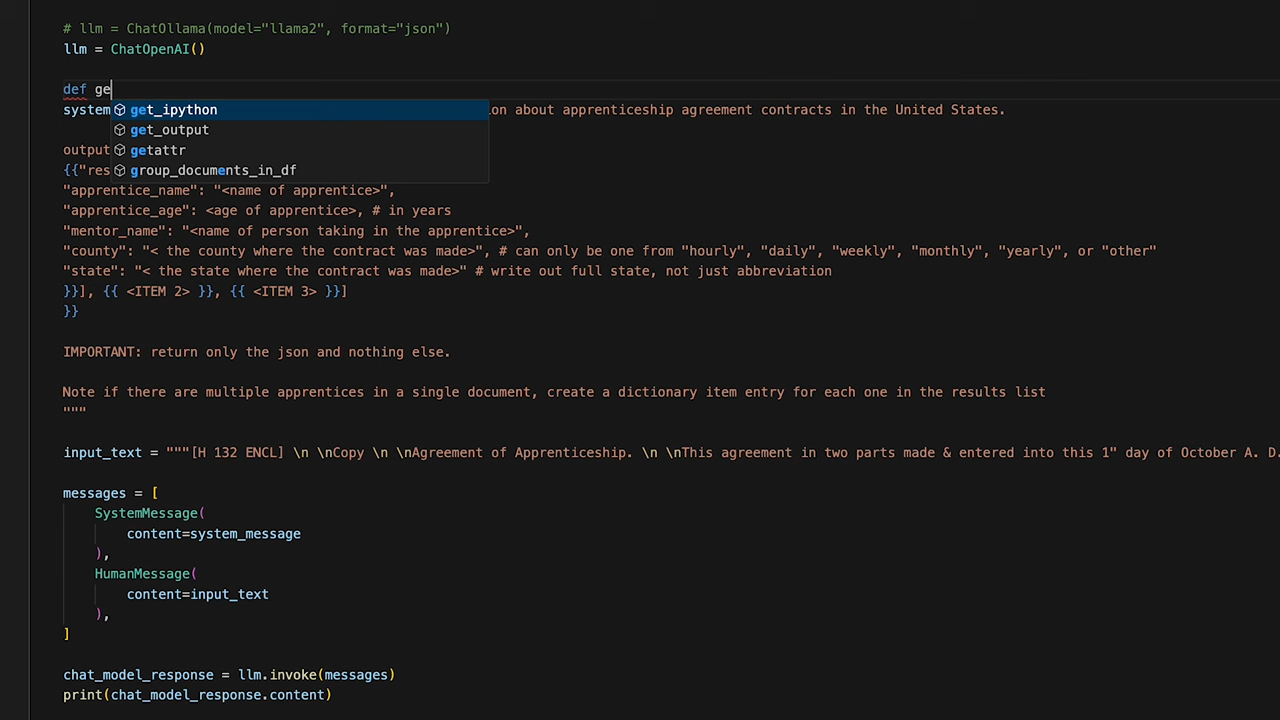 # llm = ChatOllama(model="llama2", format="json")
llm = ChatOpenAI()
def ge
get_ipython
system
on about apprenticeship agreement contracts in the United States.
get_output
output
getattr
{{"res
group_documents_in_df
"apprentice_name": "<name of apprentice>",
"apprentice_age": <age of apprentice>, # in years
"mentor_name": "<name of person taking in the apprentice>",
"county": "< the county where the contract was made>", # can only be one from "hourly", "daily", "weekly", "monthly", "yearly", or "other"
"state": "< the state where the contract was made>" # write out full state, not just abbreviation
}}], {{ <ITEM 2> }}, {{ <ITEM 3> }}]
}}
IMPORTANT: return only the json and nothing else.
Note if there are multiple apprentices in a single document, create a dictionary item entry for each one in the results list
"""
input_text = """[H 132 ENCL] \n \nCopy \n \nAgreement of Apprenticeship. \n \nThis agreement in two parts made & entered into this 1" day of October A. D.
messages = [
SystemMessage(
content=system_message
),
HumanMessage(
content=input_text
),
]
chat_model_response = llm.invoke(messages)
print(chat_model_response.content)